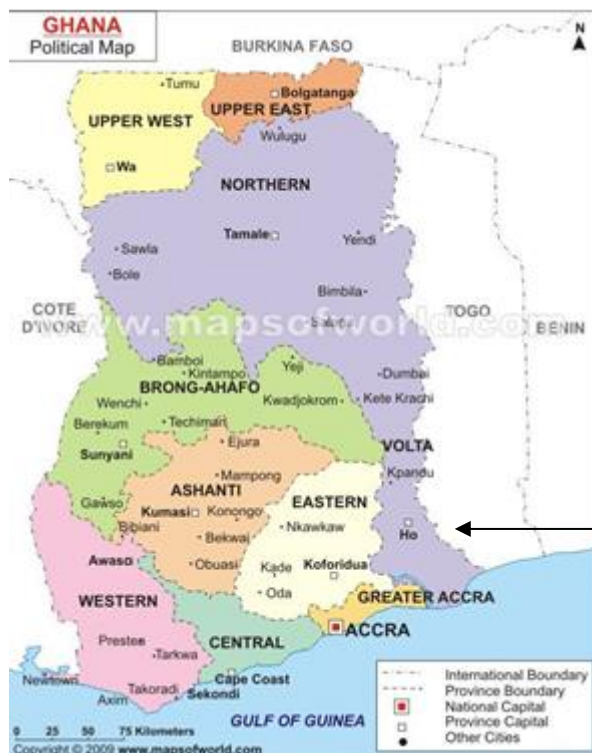 GHANA
Political Map
BURKINA FASO
N
Tumu
Bolgatanga
UPPER EAST
UPPER WEST
Wulugu
Wa
NORTHERN
Tamale
Yendi
Sawla
Bole
Bimbila
COTE
D'IVORE
TOGO
BENIN
www.mapsofworld.com
Bamboi
Kintampo
Yeji
BRONG-AHAFO
Dumbai
Wenchi
Kwadjokrom
Kete Krachi
Berekum
Techiman
Ejura
VOLTA
Sunyani
Mampong
Kpandu
ASHANTI
EASTERN
Gawso
Kumasi
Konongo
Bibiani
Nkawkaw
Ho
Bekwai
Awaso
Obuasi
Kade
Koforidua
Oda
GREATER ACCRA
WESTERN
ACCRA
CENTRAL
Prestea
Tarkwa
Newtown
Cape Coast
Takoradi
Sekondi
Axim
International Boundary
Province Boundary
National Capital
Province Capital
Other Cities
GULF OF GUINEA
0 25 50 75 Kilometers
Copyright © 2009 www.mapsofworld.com